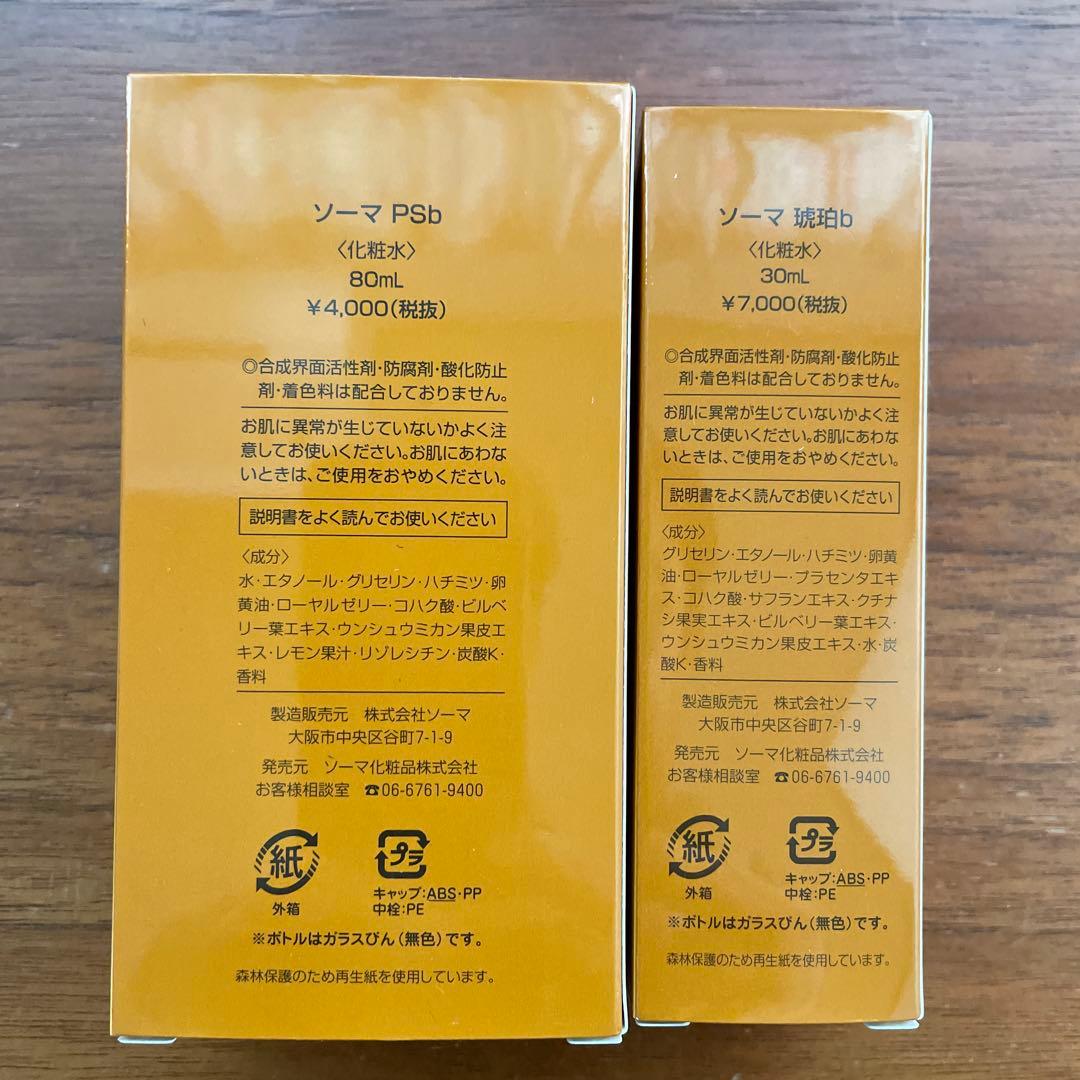 ソーマ PSb
〈化粧水〉
80mL
¥4,000(税抜)
◎合成界面活性剤・防腐剤・酸化防止
剤・着色料は配合しておりません。
お肌に異常が生じていないかよく注
意してお使いください。お肌にあわな
いときは、ご使用をおやめください。
説明書をよく読んでお使いください
〈成分〉
水・エタノール・グリセリン・ハチミツ・卵
黄油・ローヤルゼリー・コハク酸・ビルベ
リー葉エキス・ウンシュウミカン果皮エ
キス・レモン果汁・リゾレシチン・炭酸K・
香料
製造販売元 株式会社ソーマ
大阪市中央区谷町7-1-9
発売元 ソーマ化粧品株式会社
お客様相談室 ☎06-6761-9400
紙
外箱
プラ
キャップ:ABS・PP
中栓:PE
※ボトルはガラスびん(無色)です。
森林保護のため再生紙を使用しています。
ソーマ 琥珀b
〈化粧水〉
30mL
¥7,000(税抜)
◎合成界面活性剤・防腐剤・酸化防止
剤・着色料は配合しておりません。
お肌に異常が生じていないかよく注
意してお使いください。お肌にあわな
いときは、ご使用をおやめください。
説明書をよく読んでお使いください
〈成分〉
グリセリン・エタノール・ハチミツ・卵黄
油・ローヤルゼリー・プラセンタエキ
ス・コハク酸・サフランエキス・クチナ
シ果実エキス・ビルベリー葉エキス・
ウンシュウミカン果皮エキス・水・炭
酸K・香料
製造販売元 株式会社ソーマ
大阪市中央区谷町7-1-9
発売元 ソーマ化粧品株式会社
お客様相談室 ☎06-6761-9400
紙
外箱
プラ
キャップ:ABS・PP
中栓:PE
※ボトルはガラスびん(無色)です。
森林保護のため再生紙を使用しています。